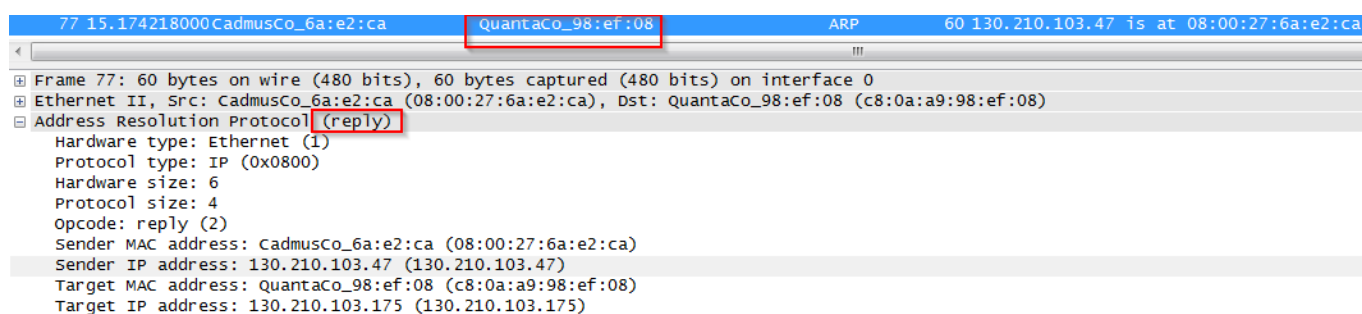 77 15.174218000 CadmusCo_6a:e2:ca QuantaCo_98:ef:08 ARP 60 130.210.103.47 is at 08:00:27:6a:e2:ca
Frame 77: 60 bytes on wire (480 bits), 60 bytes captured (480 bits) on interface 0
Ethernet II, Src: CadmusCo_6a:e2:ca (08:00:27:6a:e2:ca), Dst: QuantaCo_98:ef:08 (c8:0a:a9:98:ef:08)
Address Resolution Protocol (reply)
Hardware type: Ethernet (1)
Protocol type: IP (0x0800)
Hardware size: 6
Protocol size: 4
Opcode: reply (2)
Sender MAC address: CadmusCo_6a:e2:ca (08:00:27:6a:e2:ca)
Sender IP address: 130.210.103.47 (130.210.103.47)
Target MAC address: QuantaCo_98:ef:08 (c8:0a:a9:98:ef:08)
Target IP address: 130.210.103.175 (130.210.103.175)